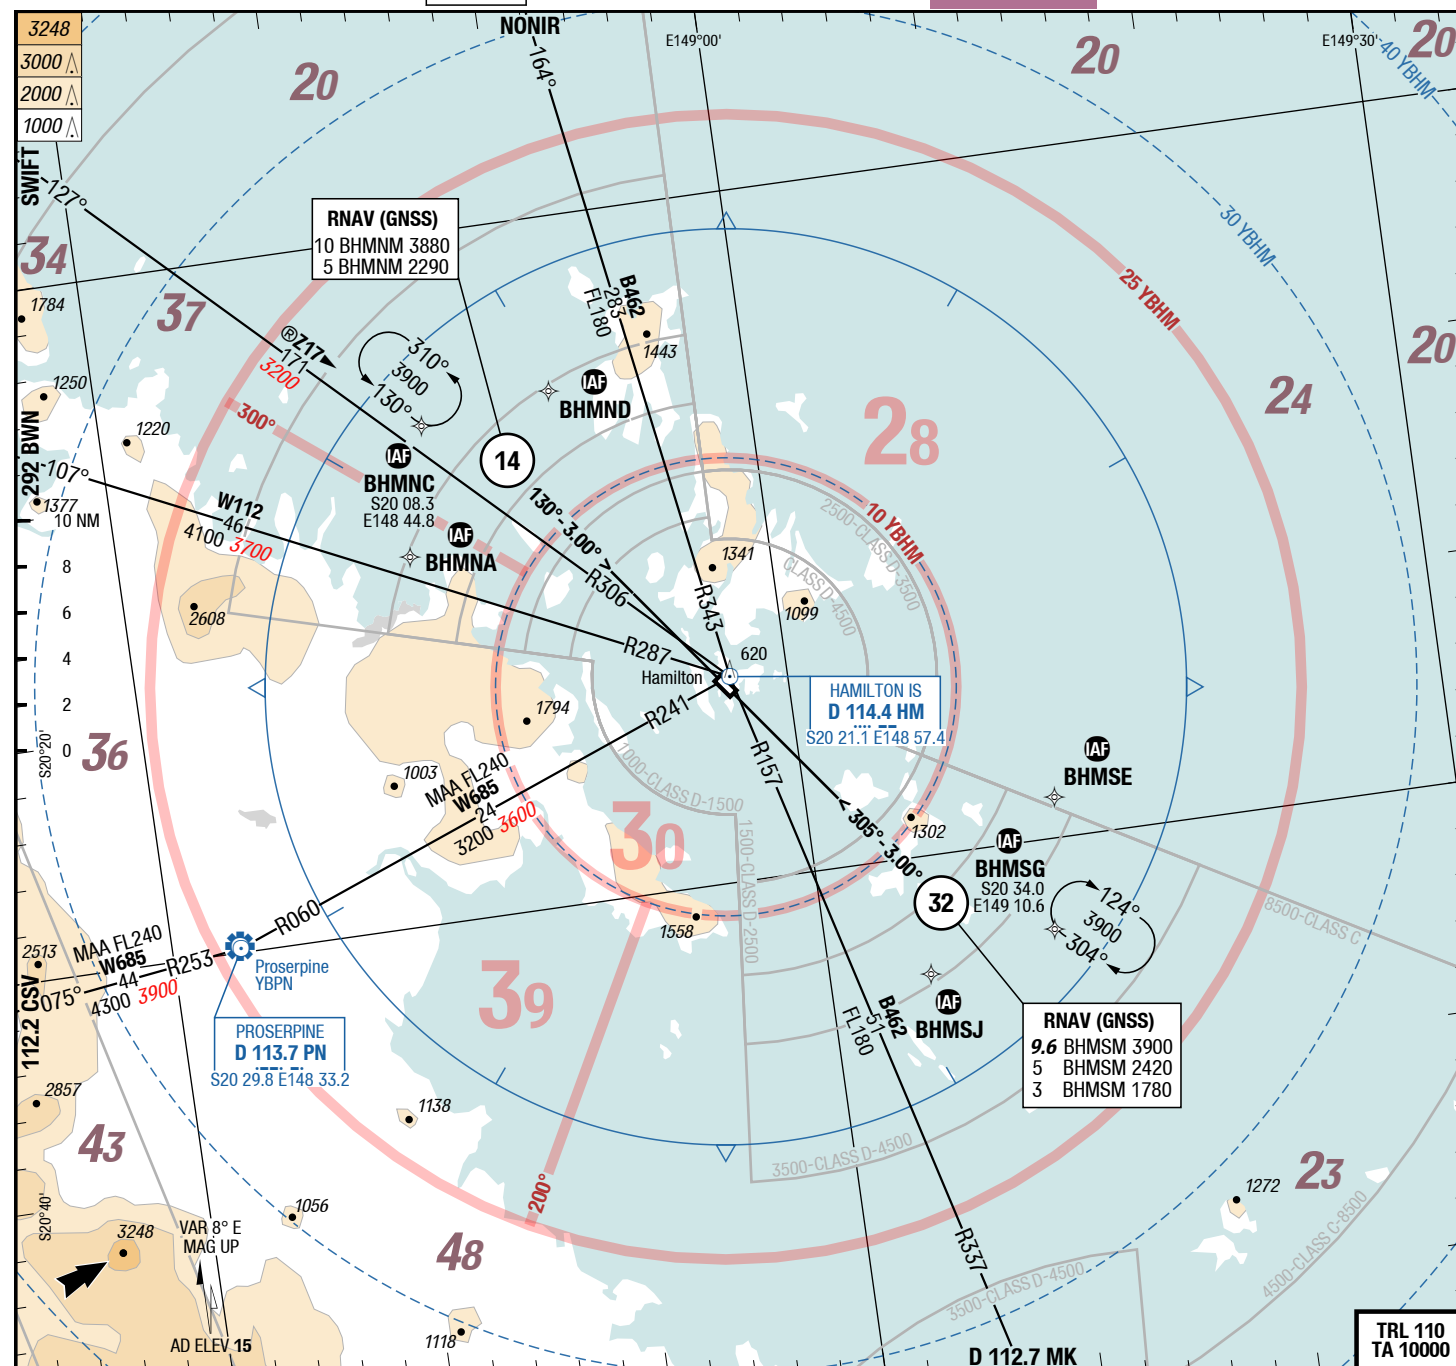 3248
3000
2000
1000
NONIR
164°
E149°00'
E149°30'
40 YBHM
20
20
20
20
SWIFT
127°
34
37
1784
RNAV (GNSS)
10 BHMNM 3880
5 BHMNM 2290
30 YBHM
25 YBHM
B462
283
FL180
1443
®Z17
171
3200
310°
3900
130°
300°
IAF
BHMND
28
24
1250
1220
292 BWN
107°
1377
10 NM
8
6
4
2
0
IAF
BHMNC
S20 08.3
E148 44.8
14
W112
46
4100 3700
IAF
BHMNA
130°-3.00° >
10 YBHM
2500-CLASS D-3500
CLASS D-4500
1341
1099
R306
R343
2608
R287
620
Hamilton
HAMILTON IS
D 114.4 HM
S20 21.1 E148 57.4
R241
R157
1794
36
S20°20'
1003
MAA FL240
W685
24
3200 3600
1000-CLASS D-1500
1500-CLASS D-2500
30
IAF
BHMSE
< 305°-3.00°
1302
IAF
BHMSG
S20 34.0
E149 10.6
32
124°
3900
304°
8500-CLASS C
1558
R060
2513
MAA FL240
W685
44
4300 3900
R253
075°
112.2 CSV
Proserpine
YBPN
PROSERPINE
D 113.7 PN
S20 29.8 E148 33.2
39
IAF
BHMSJ
B462
51
FL180
RNAV (GNSS)
9.6 BHMSM 3900
5 BHMSM 2420
3 BHMSM 1780
2857
43
1138
200°
3500-CLASS D-4500
23
1272
S20°40'
3248
VAR 8° E
MAG UP
1056
48
R337
3500-CLASS D-4500
4500-CLASS C-8500
1118
AD ELEV 15
D 112.7 MK
TRL 110
TA 10000